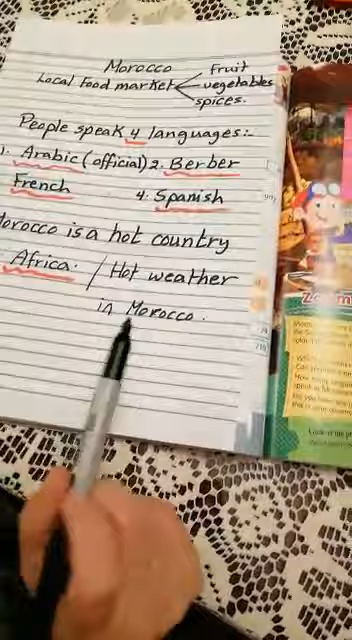 Morocco
Local Food market
Fruit
vegetables
spices.
People speak 4 languages:-
1. Arabic (official) 2. Berber
French 4. Spanish
Morocco is a hot country
Africa. / Hot weather
in Morocco.
Zoom